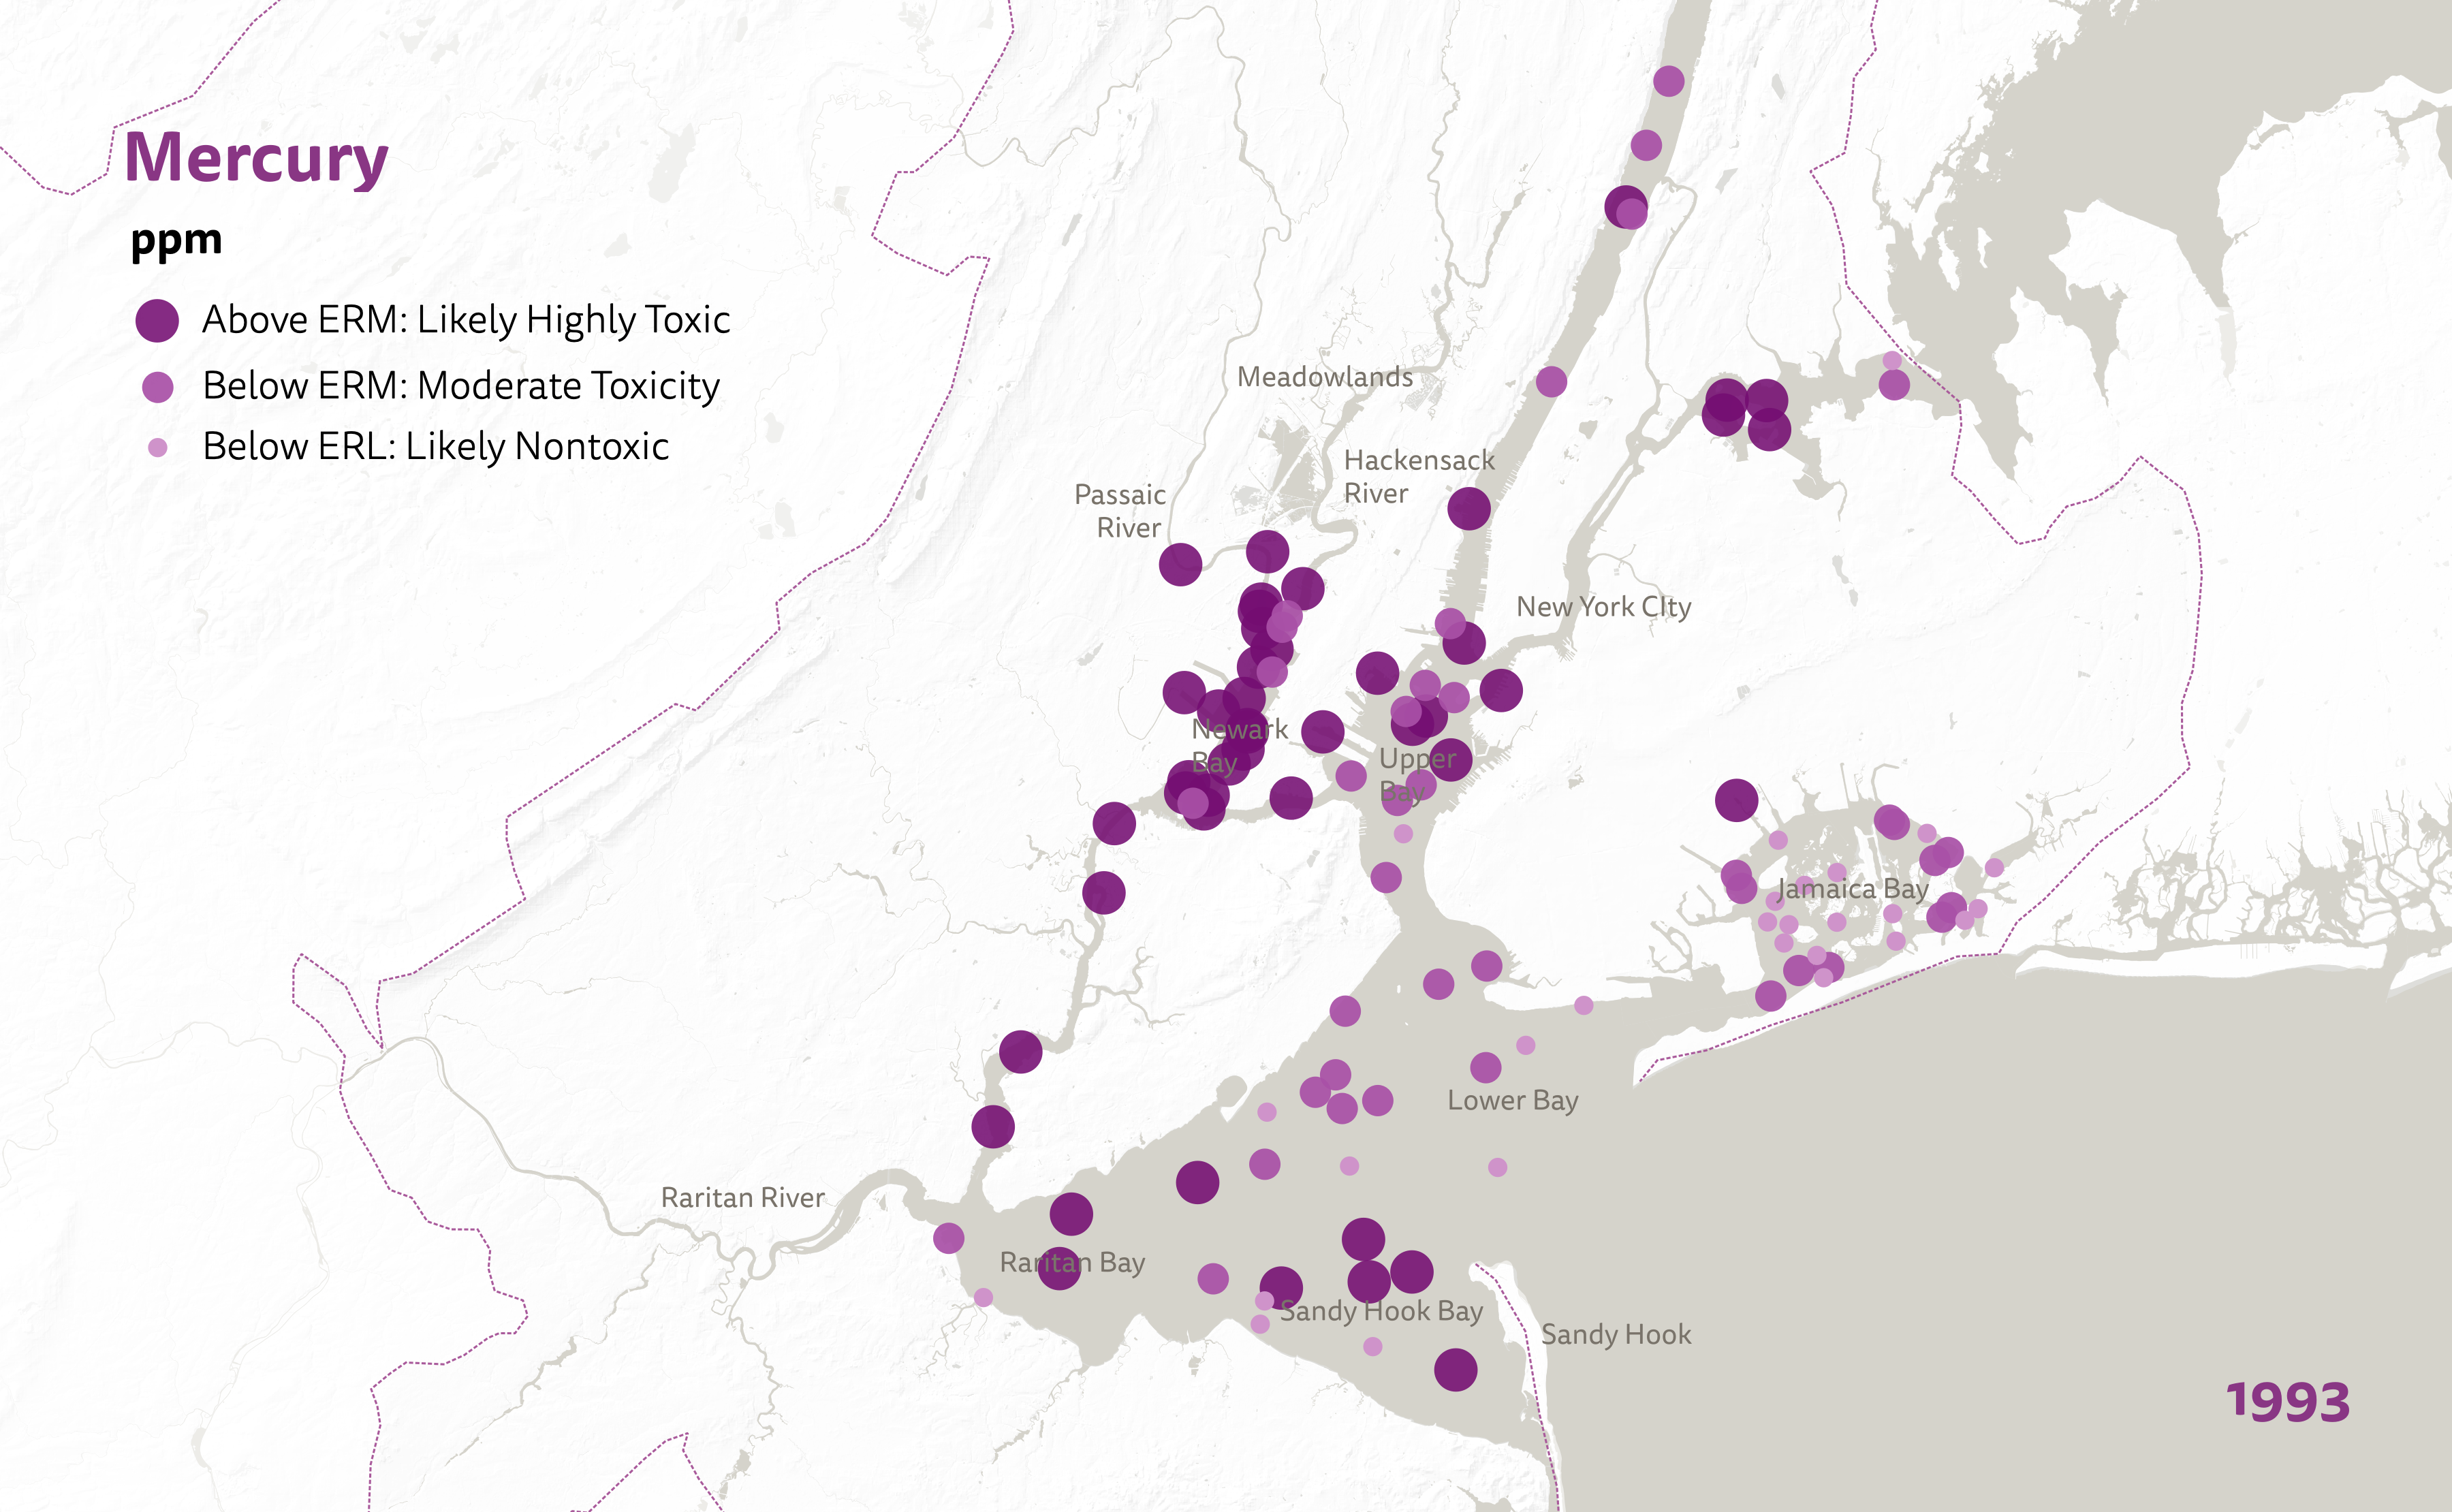 Mercury
ppm
Above ERM: Likely Highly Toxic
Below ERM: Moderate Toxicity
Below ERL: Likely Nontoxic
Meadowlands
Hackensack
River
Passaic
River
New York CIty
Newark
Bay
Upper
Bay
Jamaica Bay
Lower Bay
Raritan River
Raritan Bay
Sandy Hook Bay
Sandy Hook
1993